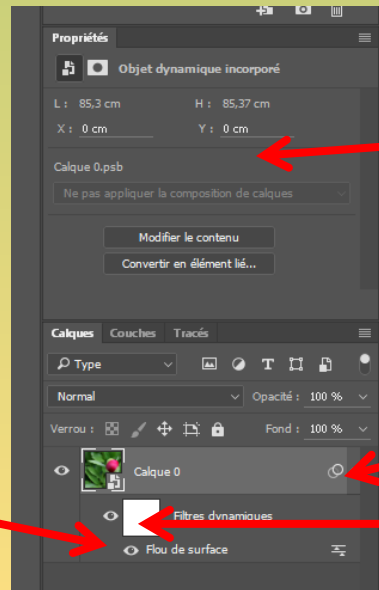 Propriétés
Objet dynamique incorporé
L : 85,3 cm H : 85,37 cm
X : 0 cm Y : 0 cm
Calque 0.psb
Ne pas appliquer la composition de calques
Modifier le contenu
Convertir en élément lié...
Calques Couches Tracés
Type T
Normal Opacité : 100 %
Verrou : Fond : 100 %
Calque 0
Filtres dynamiques
Flou de surface